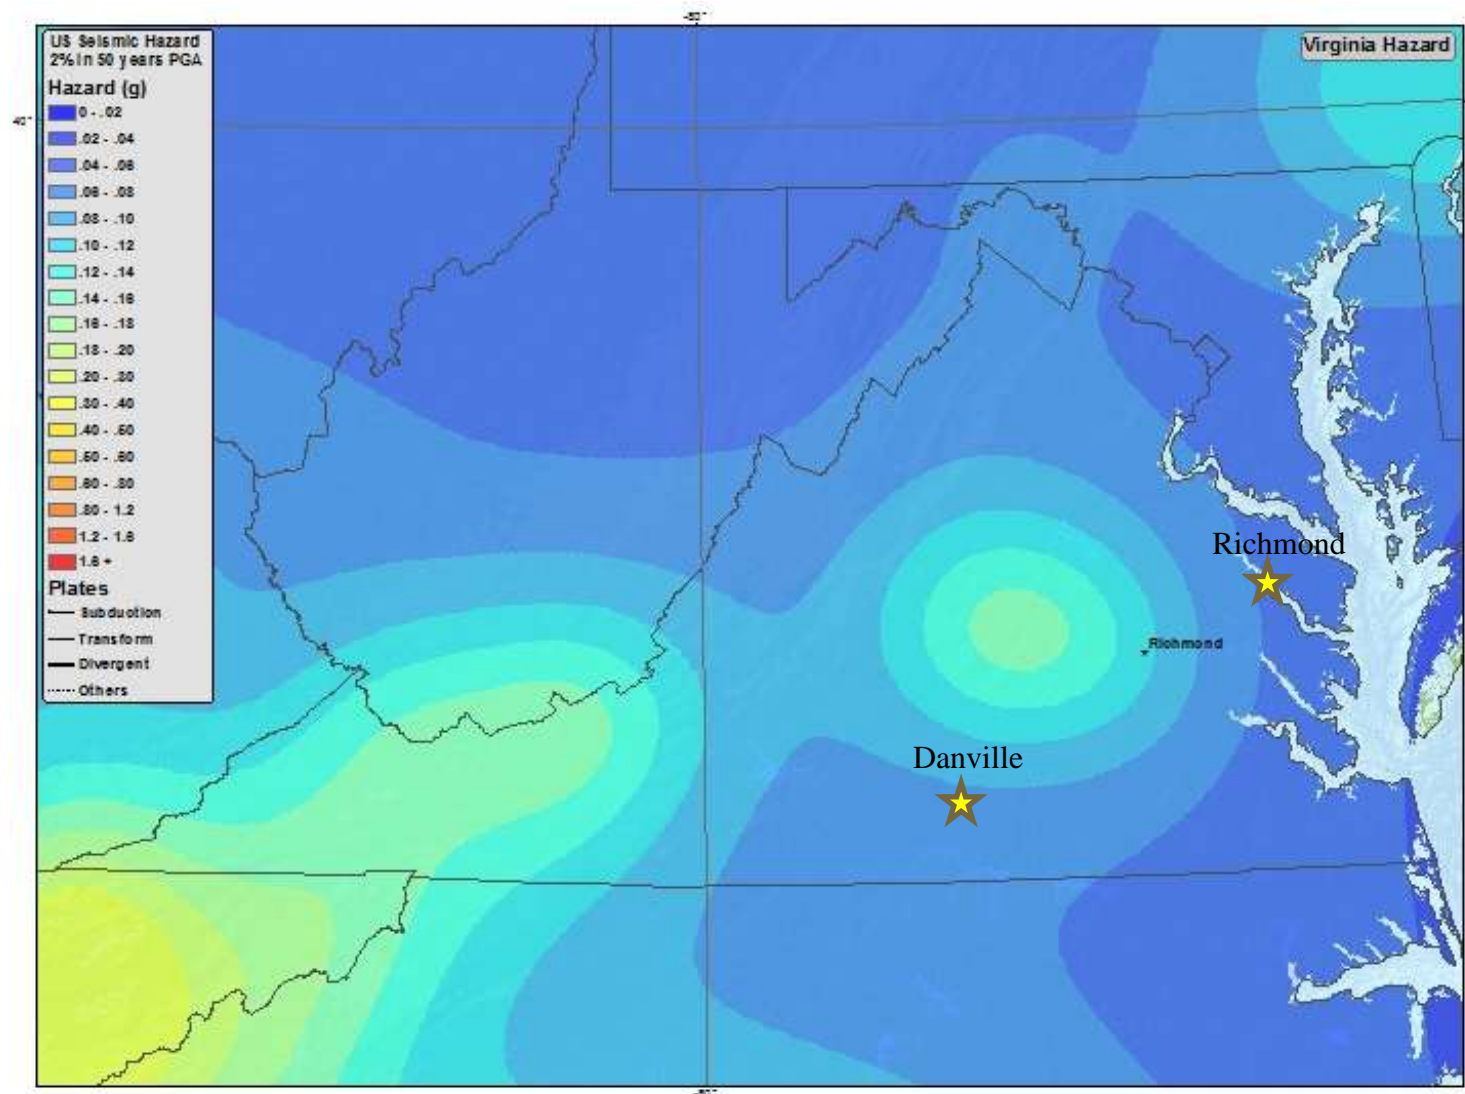 -80°
US Seismic Hazard
2% in 50 years PGA
Virginia Hazard
Hazard (g)
40°
0 - .02
.02 - .04
.04 - .06
.06 - .08
.08 - .10
.10 - .12
.12 - .14
.14 - .16
.16 - .18
.18 - .20
.20 - .30
.30 - .40
.40 - .50
.50 - .60
.60 - .80
.80 - 1.2
1.2 - 1.6
1.6 +
Plates
Subduction
Transform
Divergent
Others
Richmond
Richmond
Danville